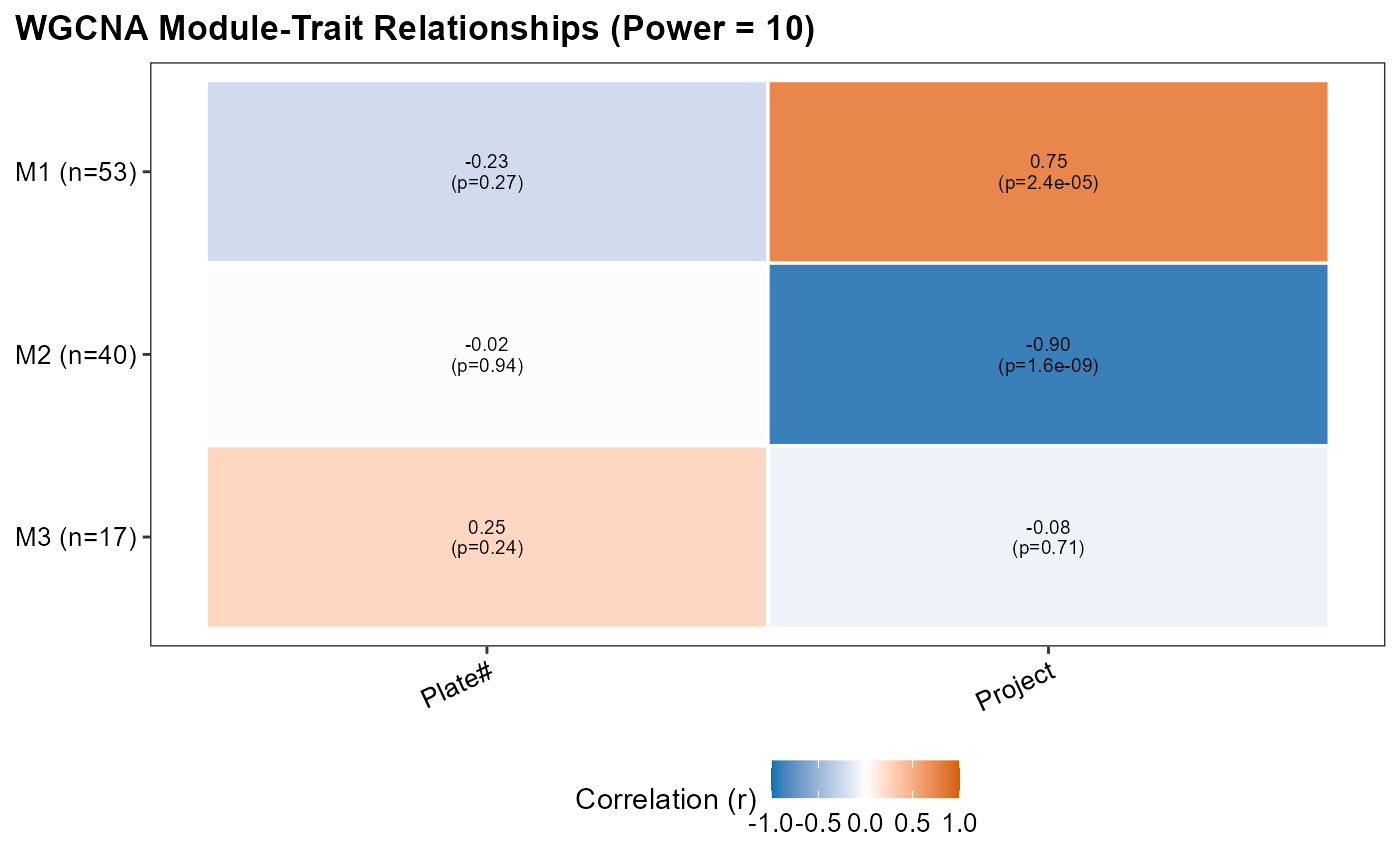 WGCNA Module-Trait Relationships (Power = 10)
M1 (n=53)
-0.23
(p=0.27)
0.75
(p=2.4e-05)
M2 (n=40)
-0.02
(p=0.94)
-0.90
(p=1.6e-09)
M3 (n=17)
0.25
(p=0.24)
-0.08
(p=0.71)
Plate#
Project
Correlation (r)
-1.0 -0.5 0.0 0.5 1.0